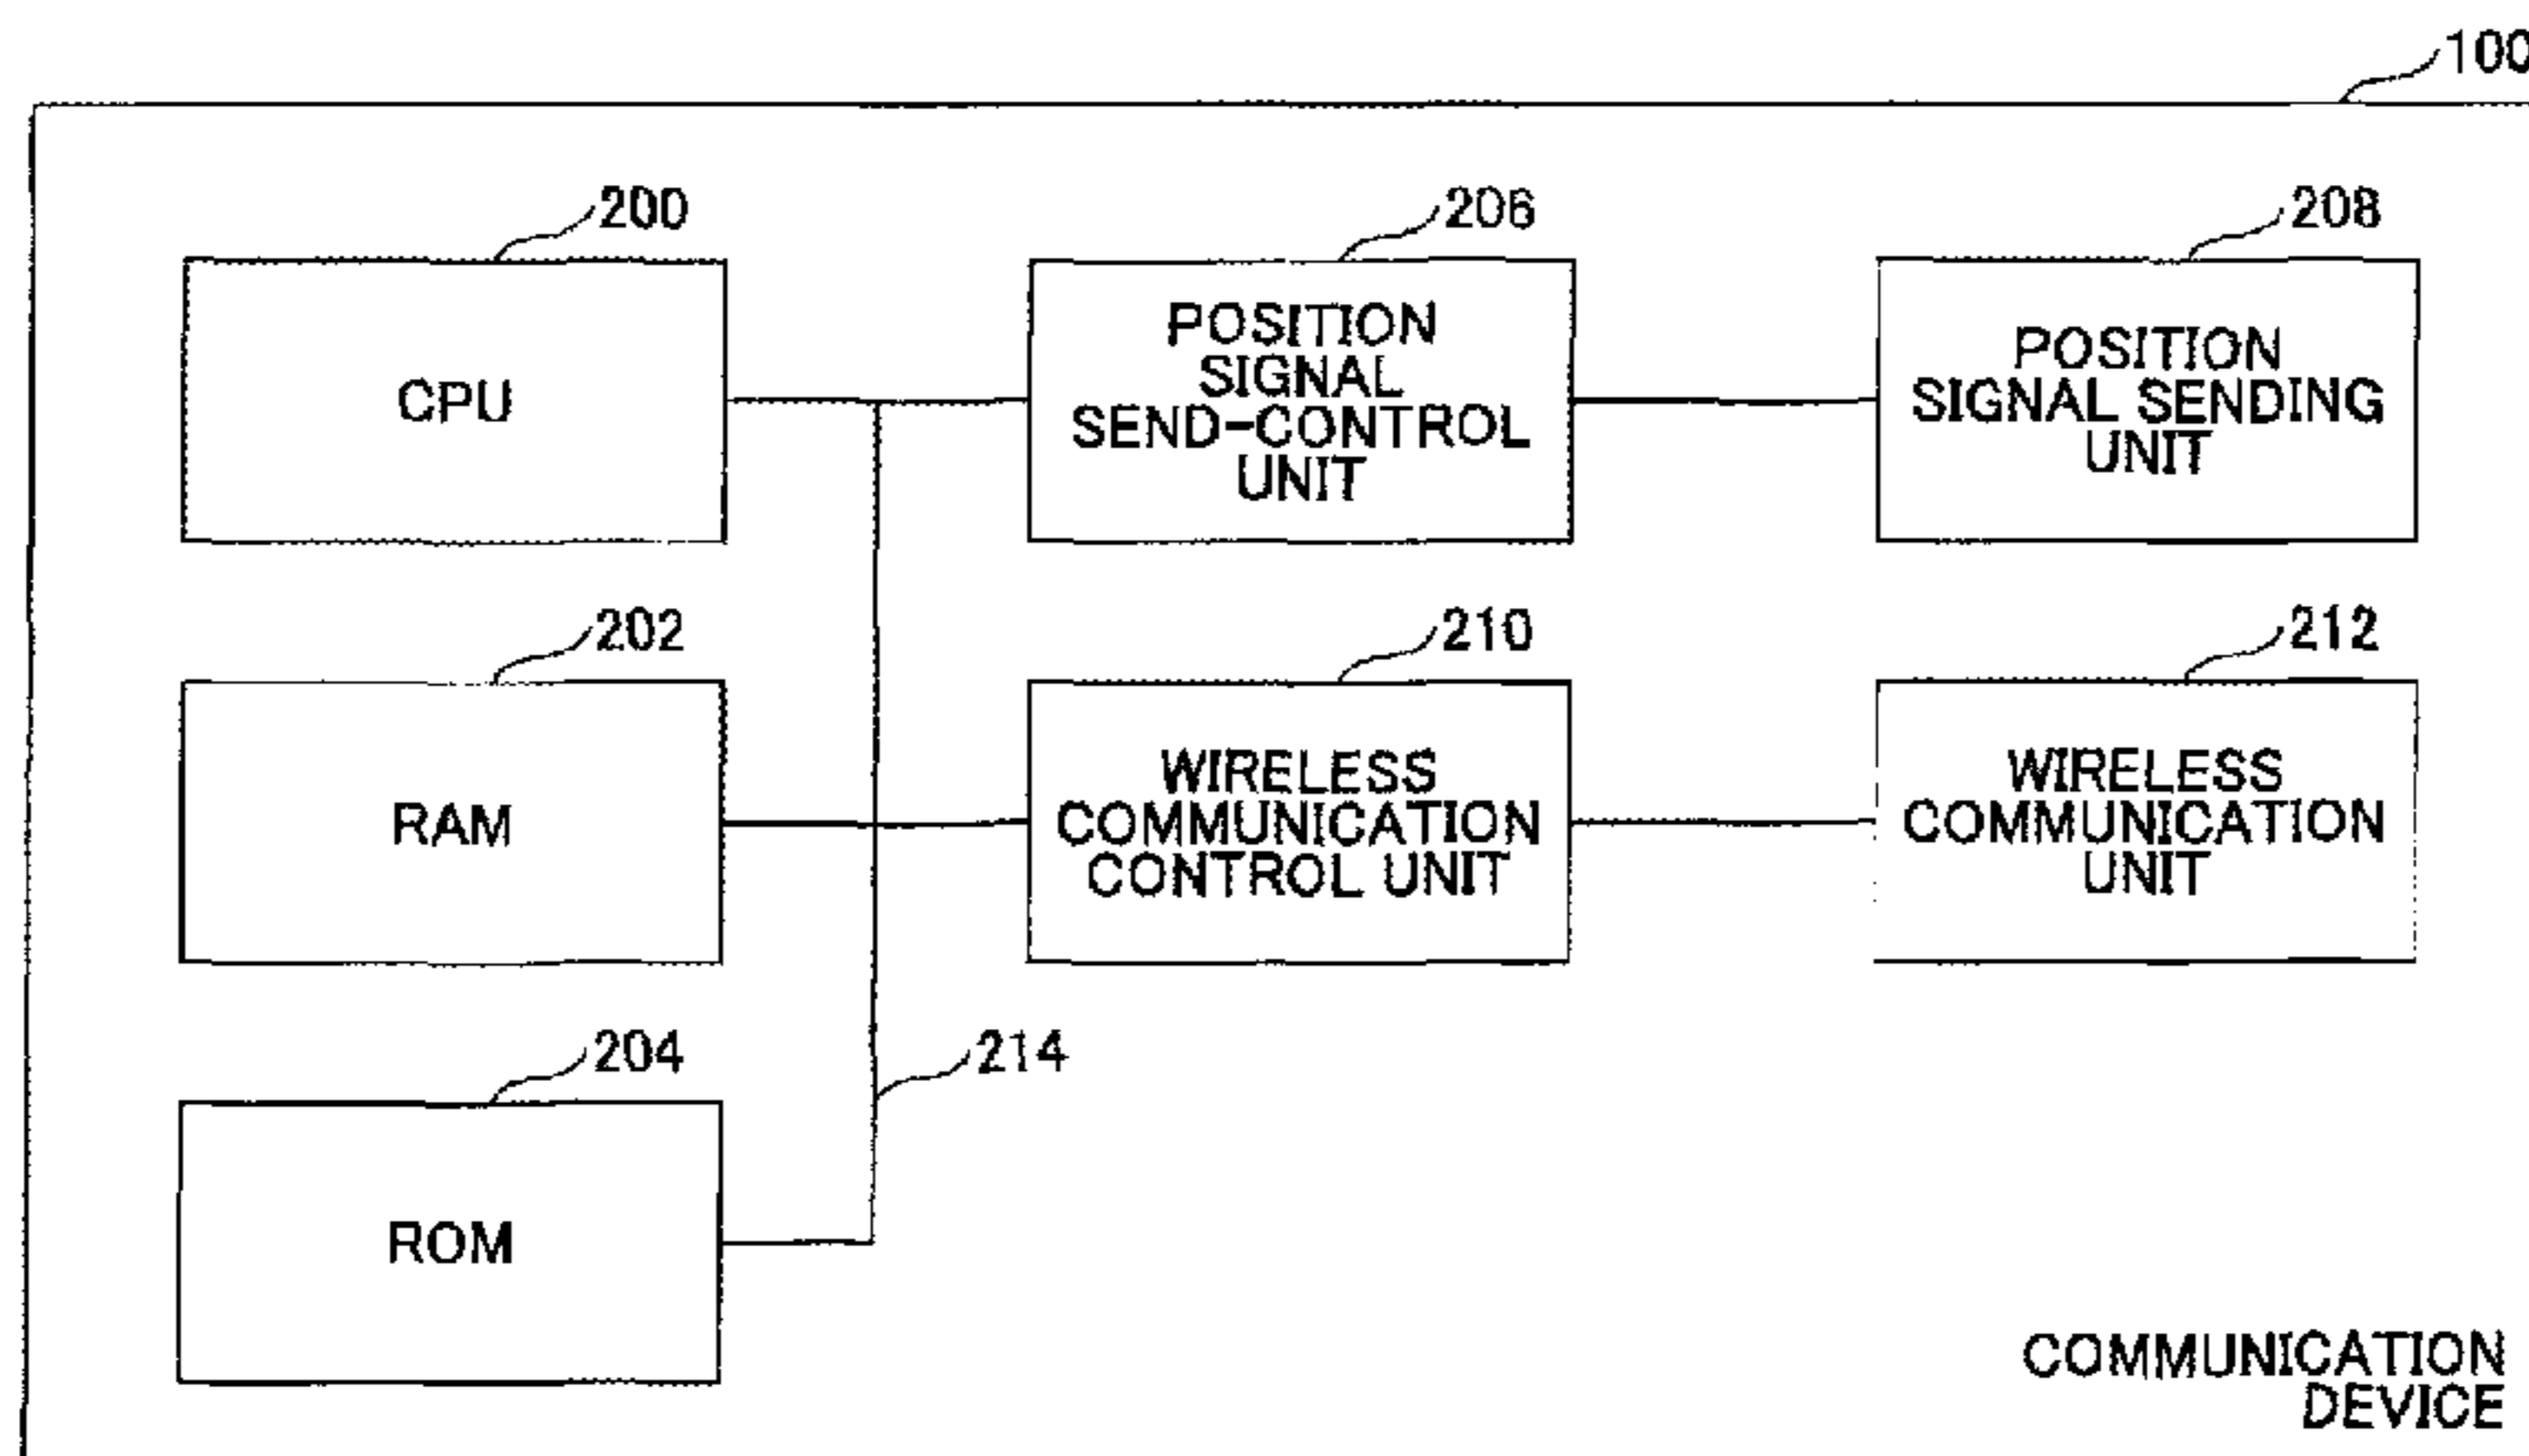 100
200
206
208
CPU
POSITION
SIGNAL
SEND-CONTROL
UNIT
POSITION
SIGNAL SENDING
UNIT
202
210
212
RAM
WIRELESS
COMMUNICATION
CONTROL UNIT
WIRELESS
COMMUNICATION
UNIT
204
214
ROM
COMMUNICATION
DEVICE